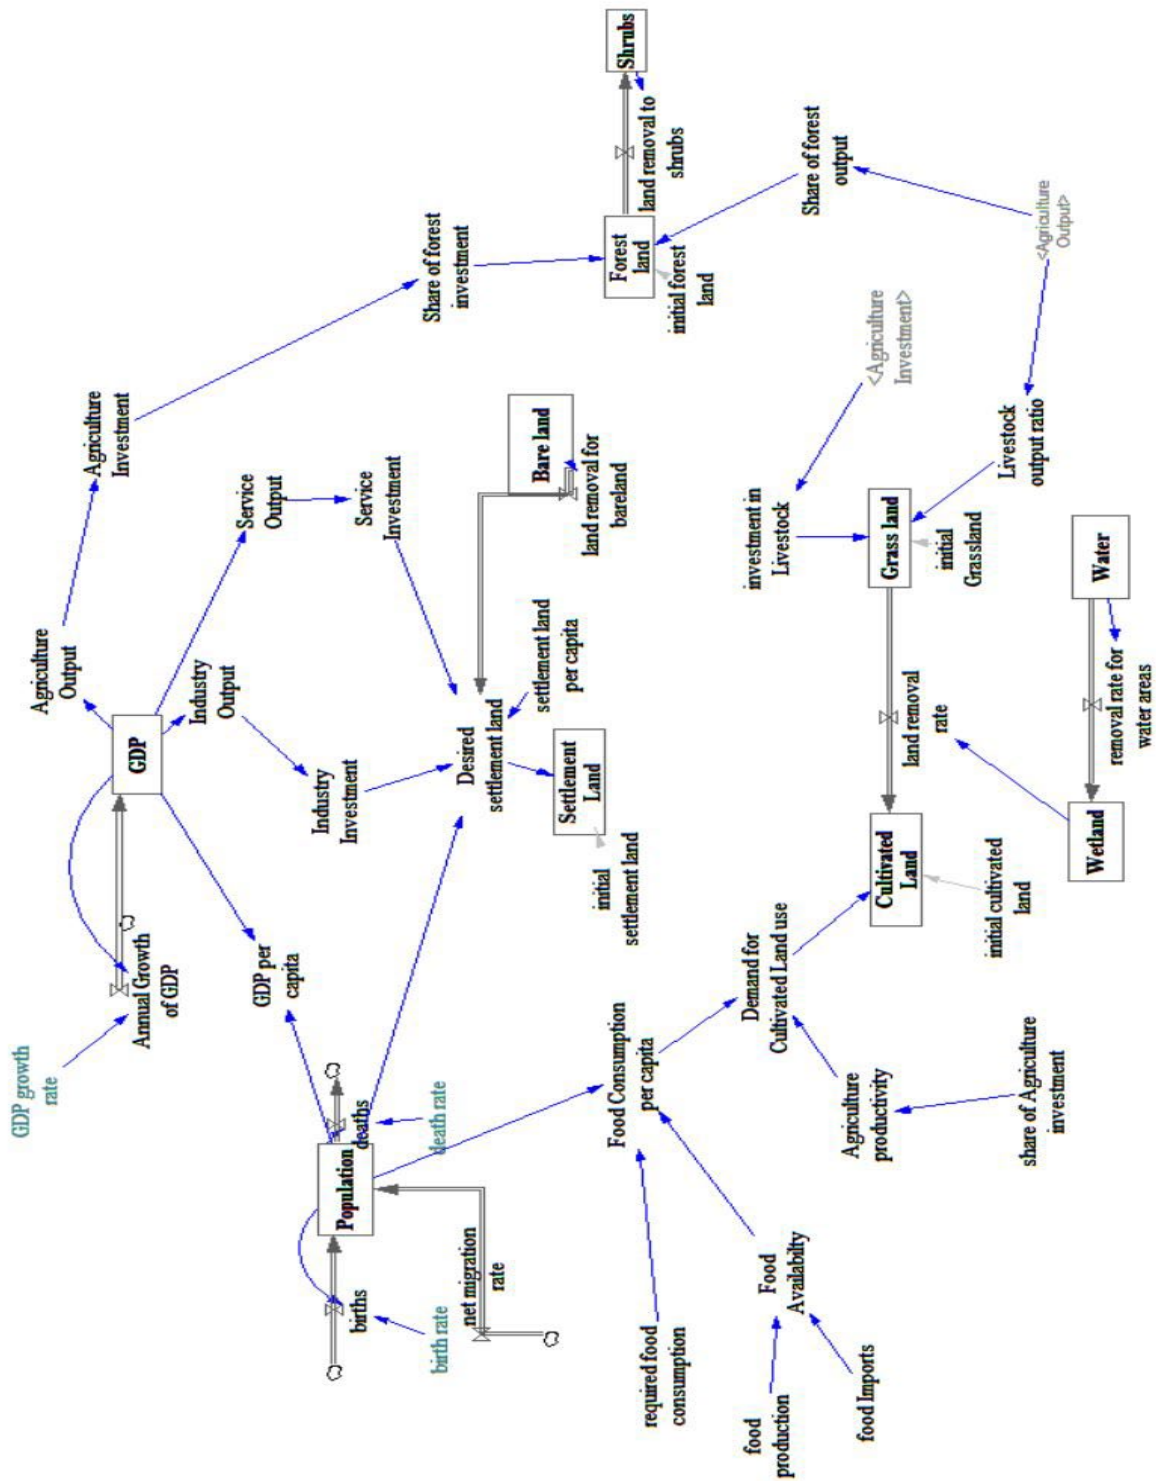 GDP growth
rate
Annual Growth
of GDP
GDP
Agriculture
Output
Agriculture
Investment
Industry
Output
Service
Output
GDP per
capita
Industry
Investment
Service
Investment
Share of forest
investment
births
birth rate
Population
deaths
death rate
net migration
rate
Desired
settlement land
settlement land
per capita
Settlement
Land
initial
settlement land
Bare land
land removal for
bareland
Forest
land
initial forest
land
land removal to
shrubs
Shrubs
Share of forest
output
<Agriculture
Output>
<Agriculture
Investment>
required food
consumption
Food Consumption
per capita
food
production
food Imports
Food
Availabilty
Demand for
Cultivated Land use
Agriculture
productivity
share of Agriculture
investment
Cultivated
Land
initial cultivated
land
land removal
rate
Grass land
initial
Grassland
investment in
Livestock
Livestock
output ratio
Wetland
removal rate for
water areas
Water